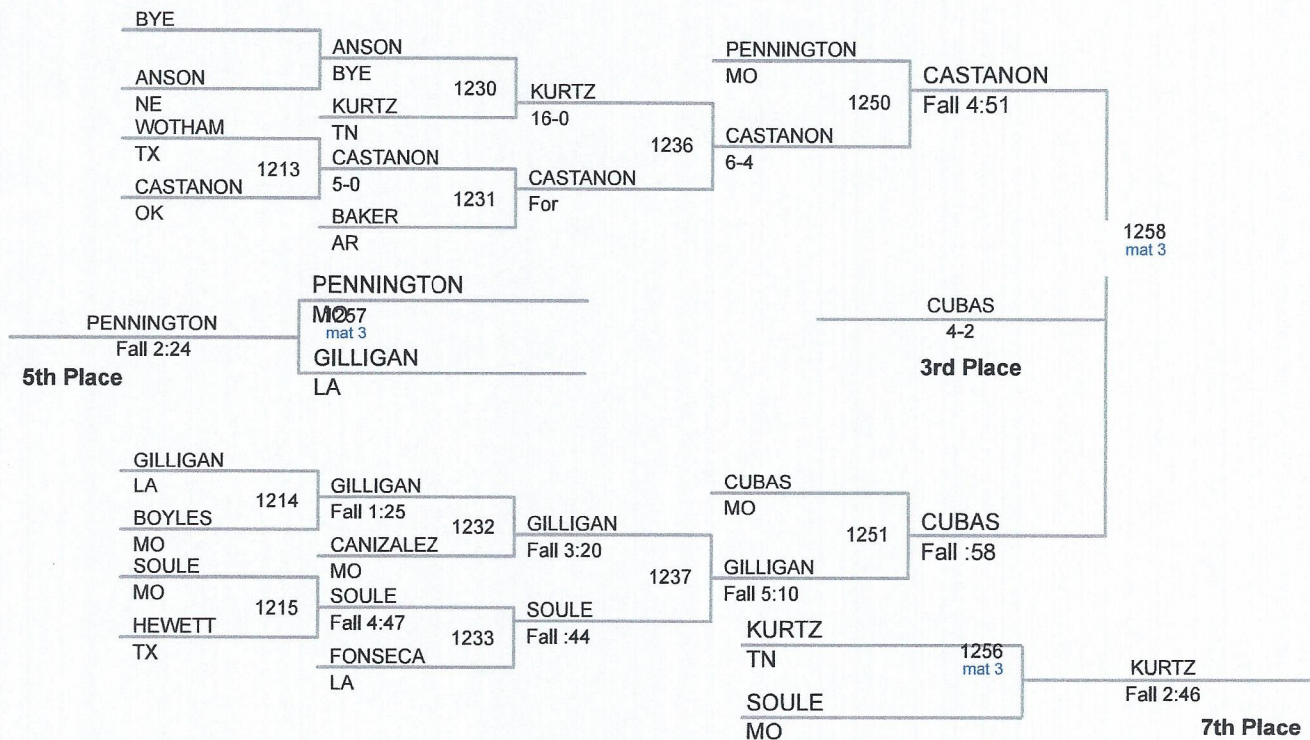 BYE
ANSON
NE
WOTHAM
TX
1213
CASTANON
OK
ANSON
BYE
1230
KURTZ
TN
CASTANON
5-0
1231
BAKER
AR
KURTZ
16-0
1236
CASTANON
For
PENNINGTON
MO
1250
CASTANON
6-4
CASTANON
Fall 4:51
1258
mat 3
PENNINGTON
MO
1257
mat 3
GILLIGAN
LA
PENNINGTON
Fall 2:24
5th Place
CUBAS
4-2
3rd Place
GILLIGAN
LA
1214
BOYLES
MO
SOULE
MO
1215
HEWETT
TX
GILLIGAN
Fall 1:25
1232
CANIZALEZ
MO
SOULE
Fall 4:47
1233
FONSECA
LA
GILLIGAN
Fall 3:20
1237
SOULE
Fall :44
CUBAS
MO
1251
GILLIGAN
Fall 5:10
CUBAS
Fall :58
KURTZ
TN
1256
mat 3
SOULE
MO
KURTZ
Fall 2:46
7th Place